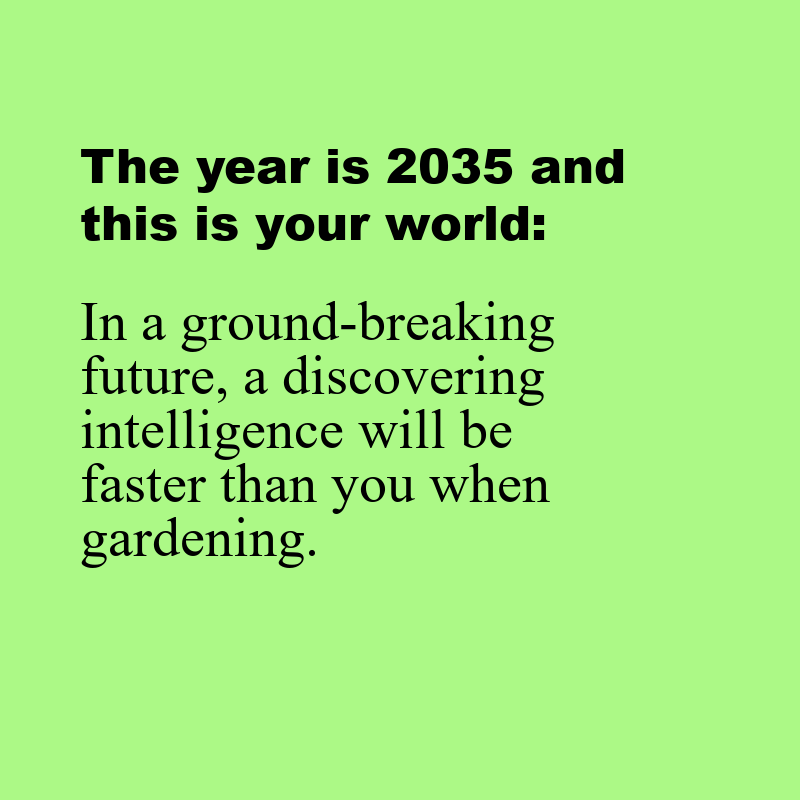 The year is 2035 and
this is your world:
In a ground-breaking
future, a discovering
intelligence will be
faster than you when
gardening.